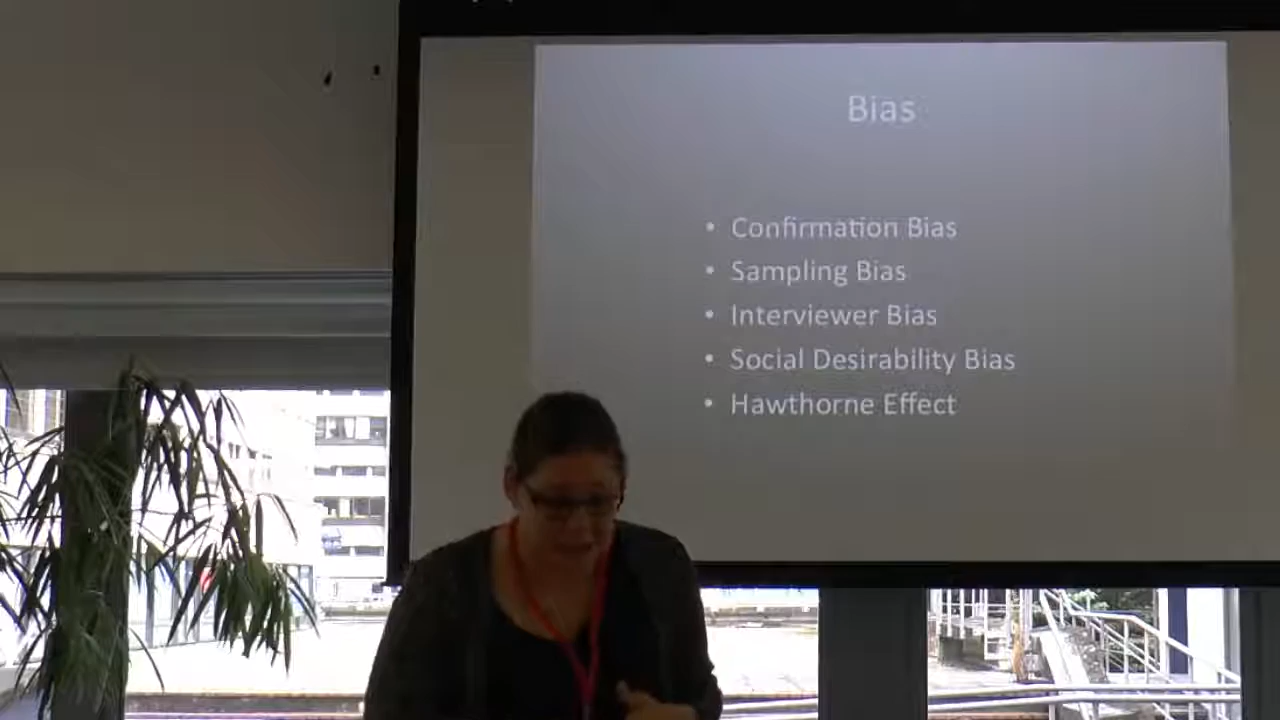 Bias
• Confirmation Bias
• Sampling Bias
• Interviewer Bias
• Social Desirability Bias
• Hawthorne Effect